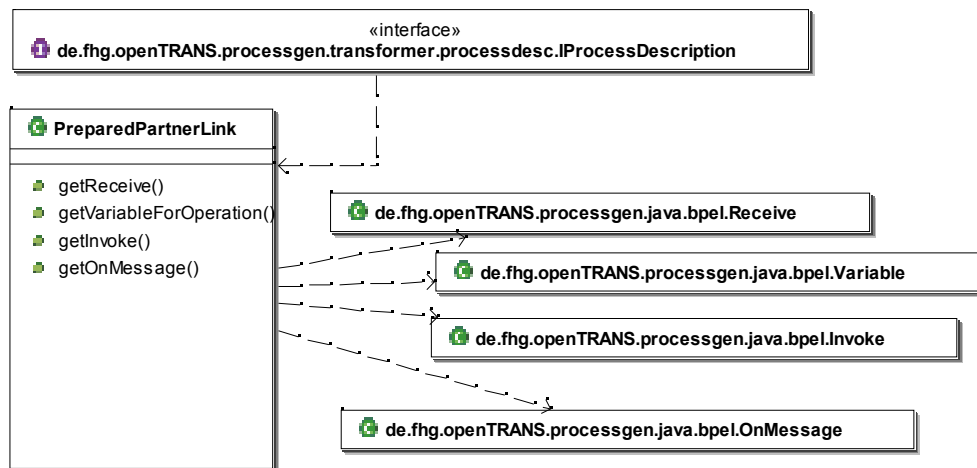 «interface»
de.fhg.openTRANS.processgen.transformer.processdesc.IProcessDescription
PreparedPartnerLink
getReceive()
getVariableForOperation()
getInvoke()
getOnMessage()
de.fhg.openTRANS.processgen.java.bpel.Receive
de.fhg.openTRANS.processgen.java.bpel.Variable
de.fhg.openTRANS.processgen.java.bpel.Invoke
de.fhg.openTRANS.processgen.java.bpel.OnMessage